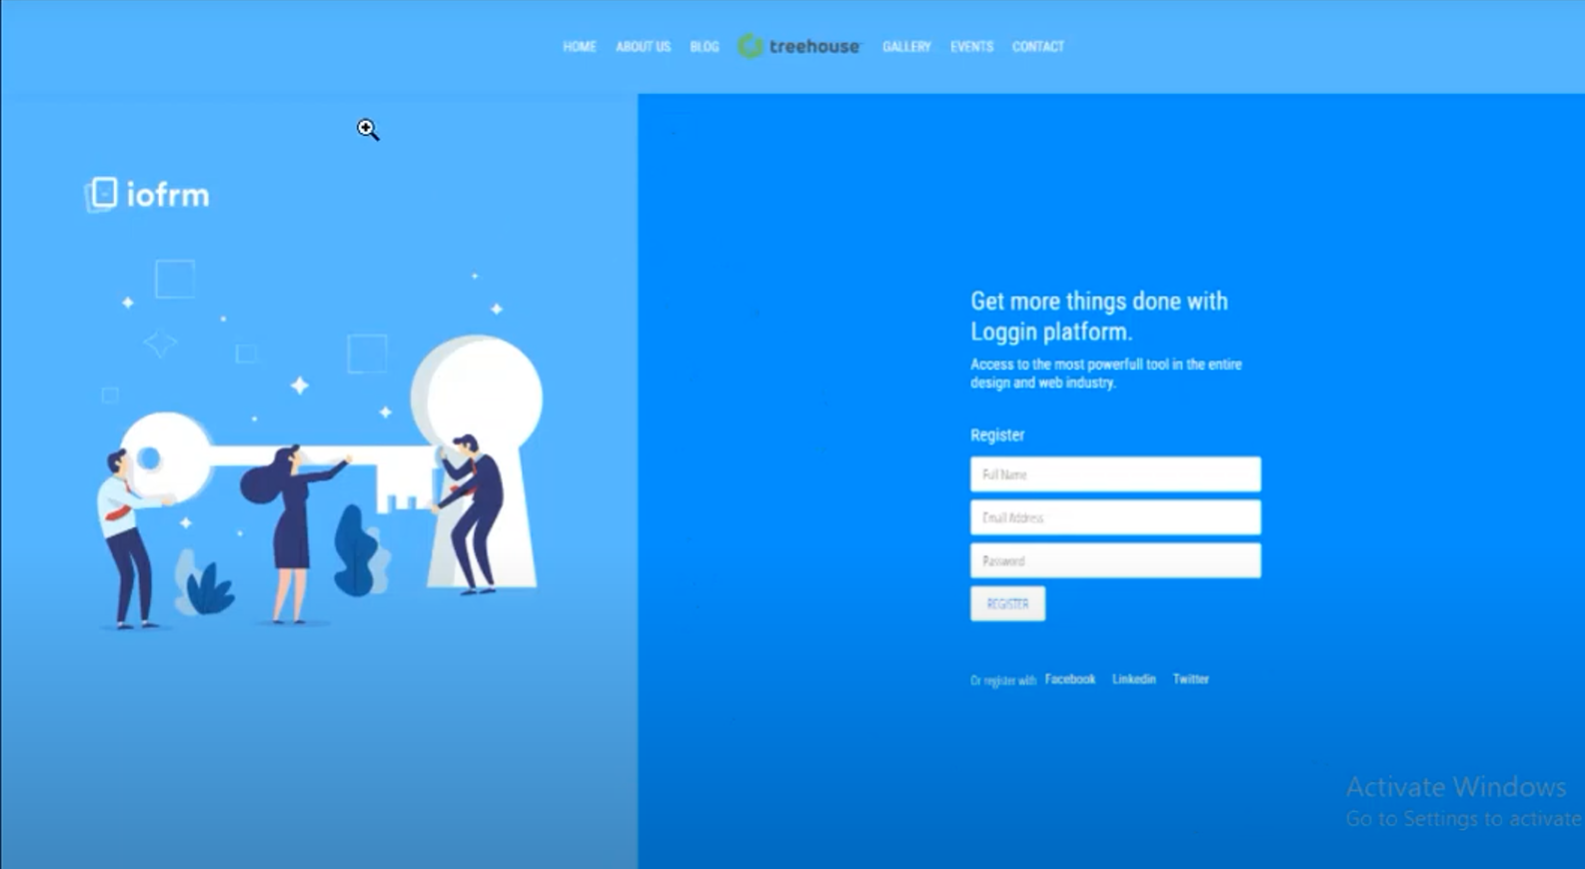 HOME ABOUT US BLOG treehouse GALLERY EVENTS CONTACT
iofrm
Get more things done with
Loggin platform.
Access to the most powerfull tool in the entire
design and web industry.
Register
Full Name
Email Address
Password
REGISTER
Or register with Facebook Linkedin Twitter
Activate Windows
Go to Settings to activate